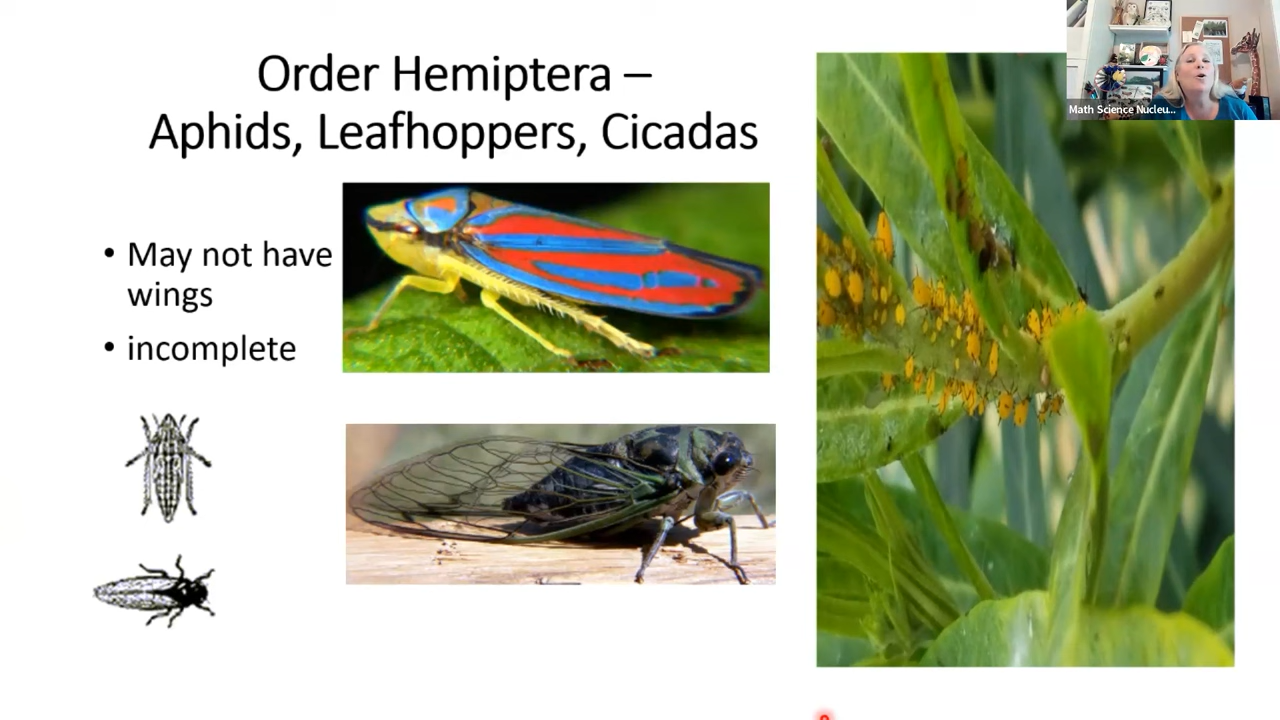 Order Hemiptera –
Aphids, Leafhoppers, Cicadas
• May not have
wings
• incomplete
Math Science Nucleu...